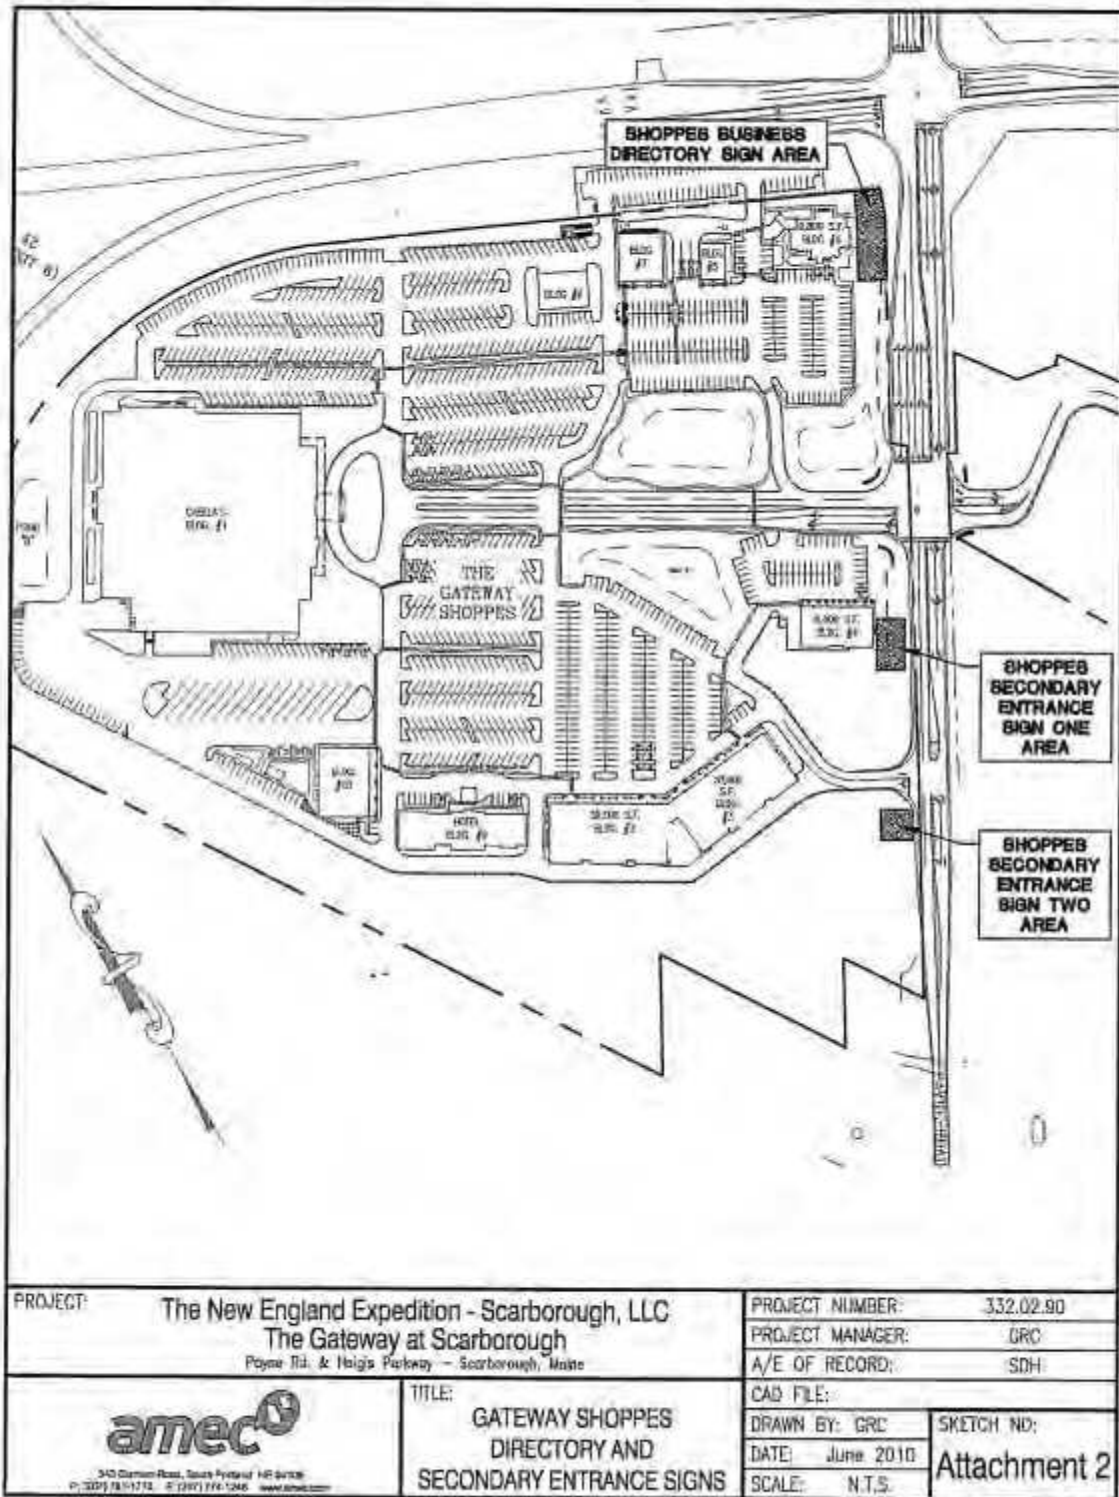 SHOPPES BUSINESS
DIRECTORY SIGN AREA
BLDG
BLDG
THE
GATEWAY
SHOPPES
HOTEL
SHOPPES
SECONDARY
ENTRANCE
SIGN ONE
AREA
SHOPPES
SECONDARY
ENTRANCE
SIGN TWO
AREA
PROJECT:
The New England Expedition - Scarborough, LLC
The Gateway at Scarborough
Payne Rd. & Haigis Parkway - Scarborough, Maine
PROJECT NUMBER: 332.02.90
PROJECT MANAGER: GRC
A/E OF RECORD: SDH
CAD FILE:
DRAWN BY: GRC
DATE: June 2010
SCALE: N.T.S.
SKETCH NO:
Attachment 2
amec
TITLE:
GATEWAY SHOPPES
DIRECTORY AND
SECONDARY ENTRANCE SIGNS